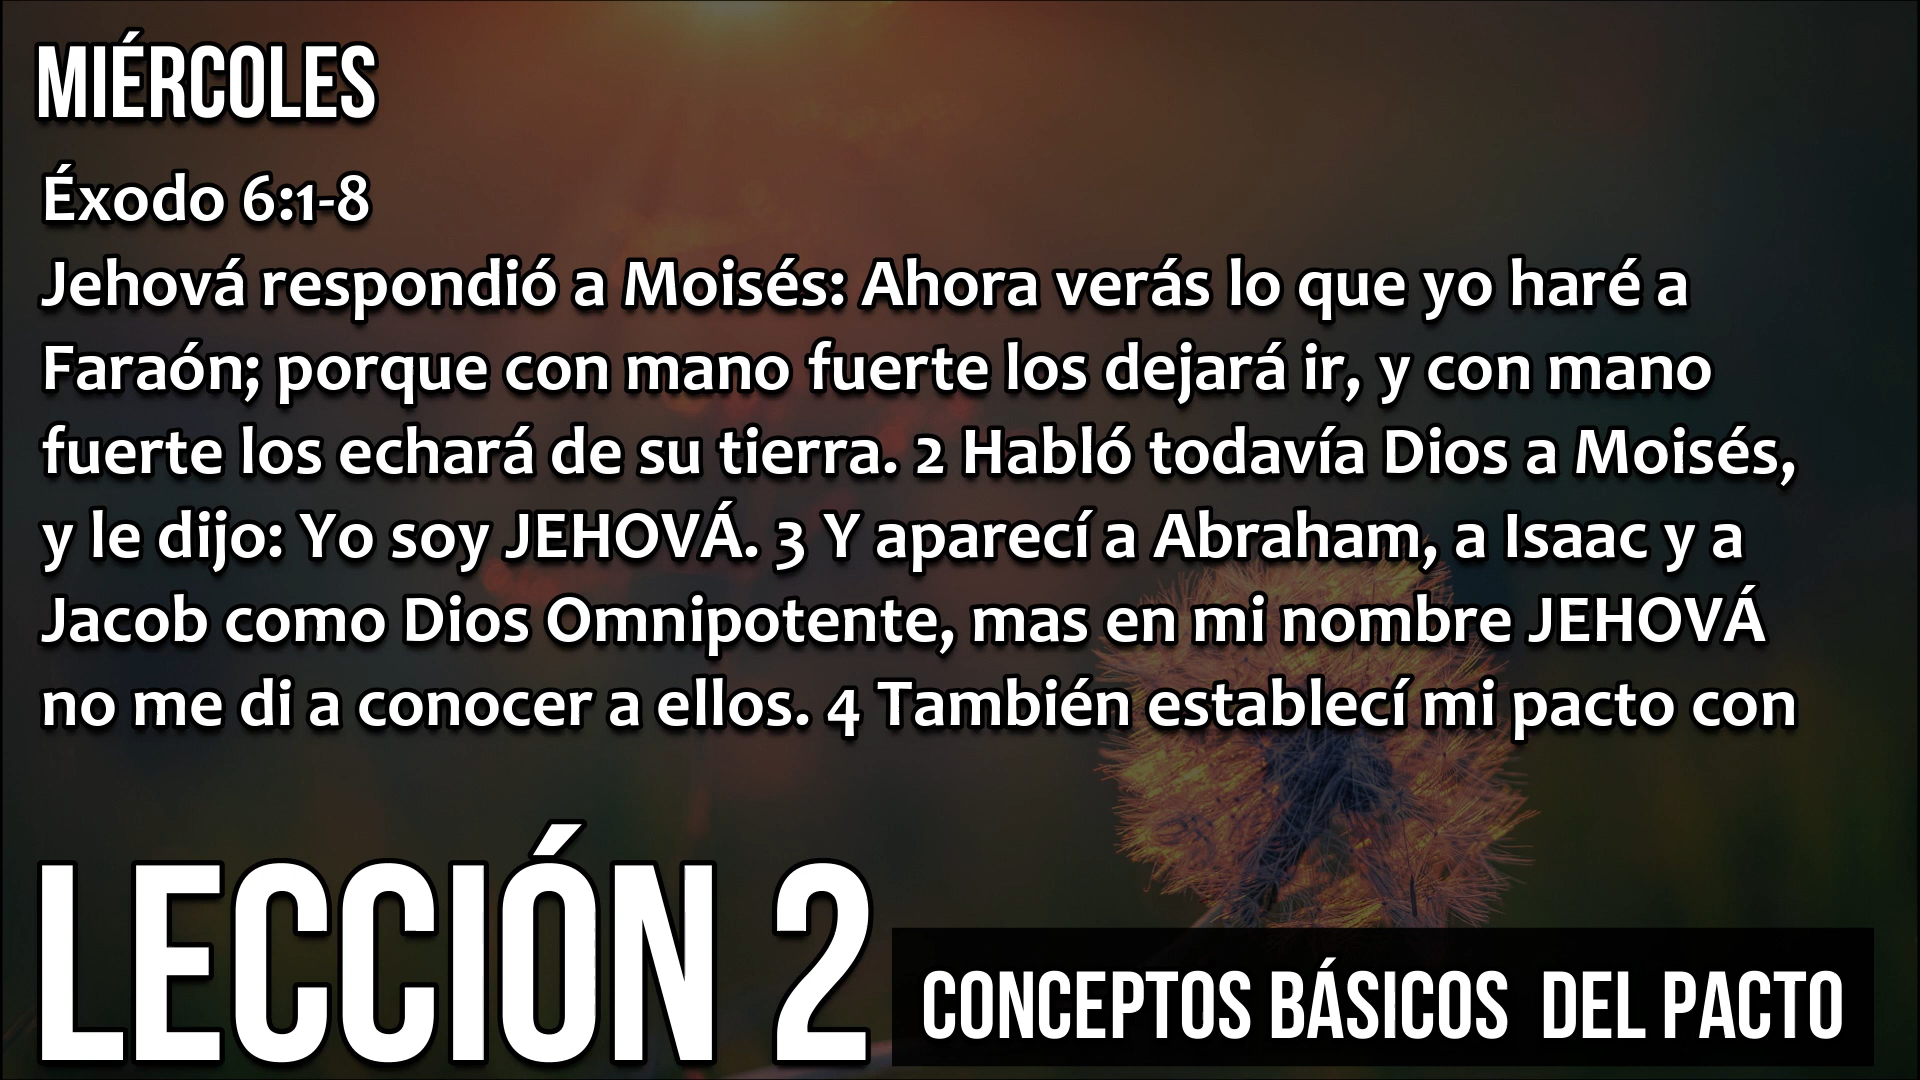 MIÉRCOLES
Éxodo 6:1-8
Jehová respondió a Moisés: Ahora verás lo que yo haré a
Faraón; porque con mano fuerte los dejará ir, y con mano
fuerte los echará de su tierra. 2 Habló todavía Dios a Moisés,
y le dijo: Yo soy JEHOVÁ. 3 Y aparecí a Abraham, a Isaac y a
Jacob como Dios Omnipotente, mas en mi nombre JEHOVÁ
no me di a conocer a ellos. 4 También establecí mi pacto con
LECCIÓN 2
CONCEPTOS BÁSICOS DEL PACTO